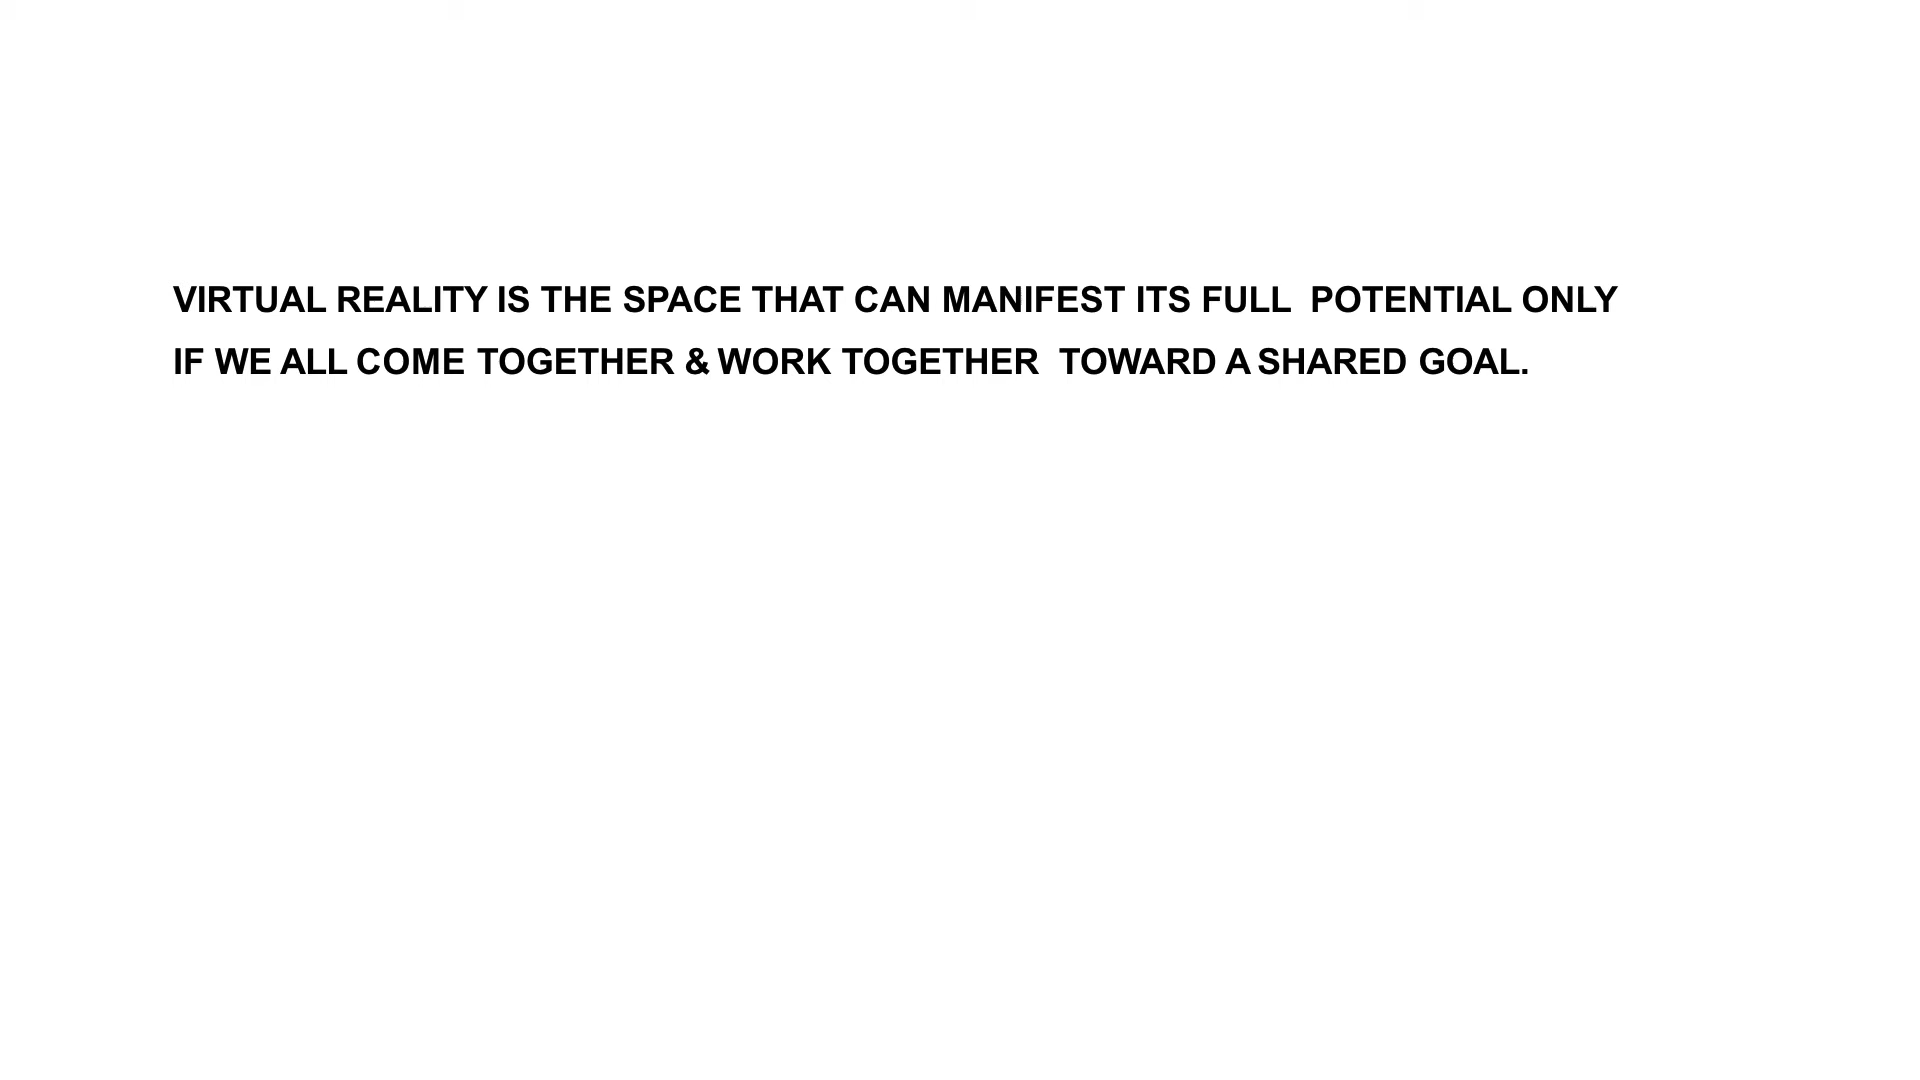 VIRTUAL REALITY IS THE SPACE THAT CAN MANIFEST ITS FULL  POTENTIAL ONLY
IF WE ALL COME TOGETHER & WORK TOGETHER  TOWARD A SHARED GOAL.